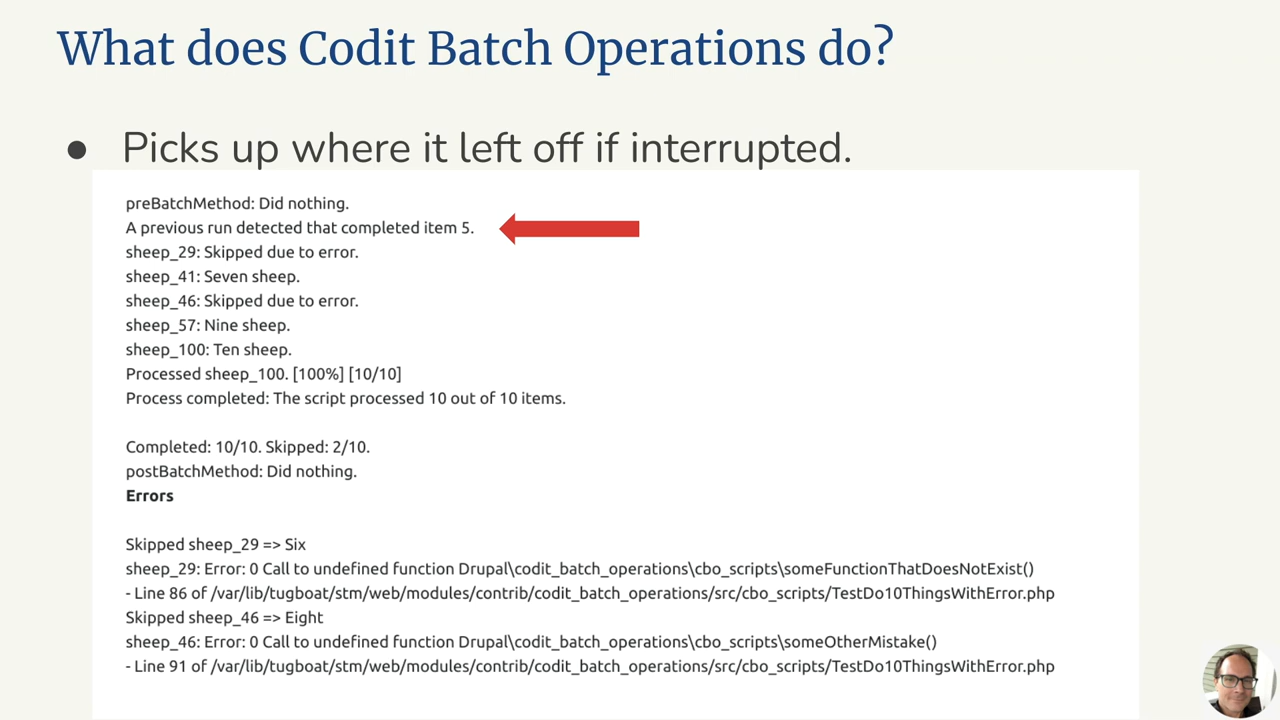 What does Codit Batch Operations do?
● Picks up where it left off if interrupted.
preBatchMethod: Did nothing.
A previous run detected that completed item 5.
sheep_29: Skipped due to error.
sheep_41: Seven sheep.
sheep_46: Skipped due to error.
sheep_57: Nine sheep.
sheep_100: Ten sheep.
Processed sheep_100. [100%] [10/10]
Process completed: The script processed 10 out of 10 items.
Completed: 10/10. Skipped: 2/10.
postBatchMethod: Did nothing.
Errors
Skipped sheep_29 => Six
sheep_29: Error: 0 Call to undefined function Drupal\codit_batch_operations\cbo_scripts\someFunctionThatDoesNotExist()
- Line 86 of /var/lib/tugboat/stm/web/modules/contrib/codit_batch_operations/src/cbo_scripts/TestDo10ThingsWithError.php
Skipped sheep_46 => Eight
sheep_46: Error: 0 Call to undefined function Drupal\codit_batch_operations\cbo_scripts\someOtherMistake()
- Line 91 of /var/lib/tugboat/stm/web/modules/contrib/codit_batch_operations/src/cbo_scripts/TestDo10ThingsWithError.php